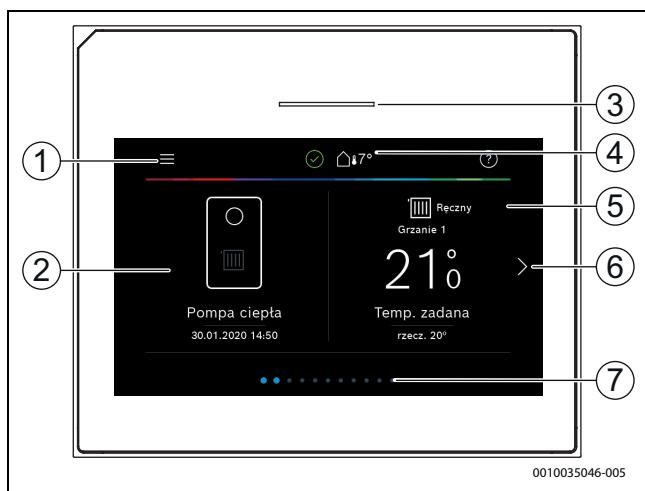 3
1
7°
?
4
Ręczny
5
Grzanie 1
2
21°0
6
Pompa ciepła
Temp. zadana
30.01.2020 14:50
rzecz. 20°
7
0010035046-005